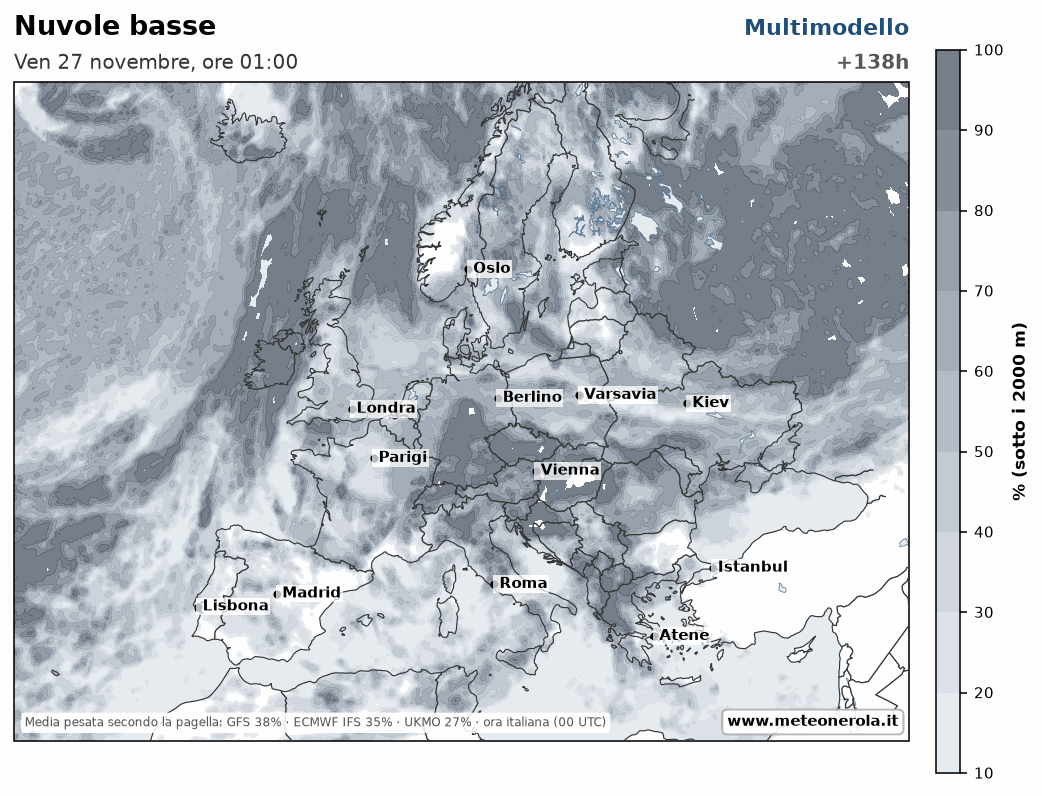 Nuvole basse
Multimodello
Ven 27 novembre, ore 01:00
+138h
Oslo
Berlino
Varsavia
Kiev
Londra
Parigi
Vienna
Istanbul
Roma
Madrid
Lisbona
Atene
Media pesata secondo la pagella: GFS 38% · ECMWF IFS 35% · UKMO 27% · ora italiana (00 UTC)
www.meteonerola.it
100
90
80
70
60
50
40
30
20
10
% (sotto i 2000 m)